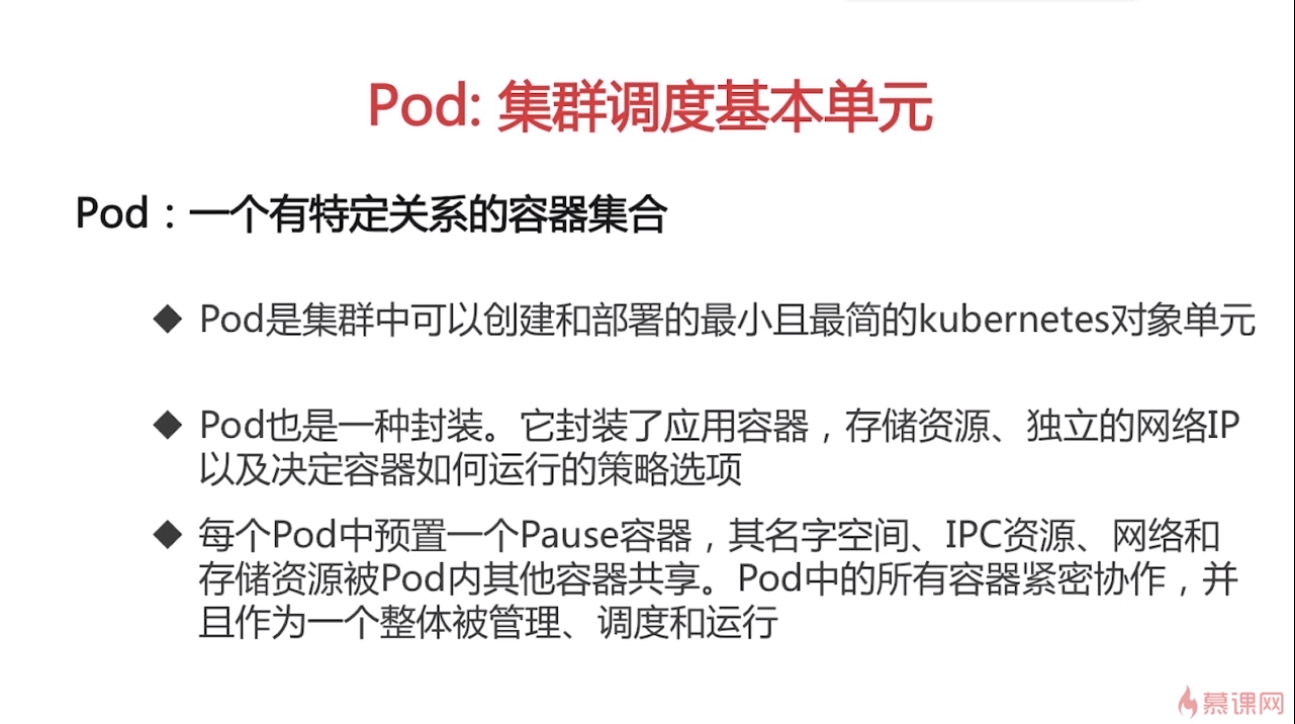 Pod: 集群调度基本单元
Pod：一个有特定关系的容器集合
◆ Pod是集群中可以创建和部署的最小且最简的kubernetes对象单元
◆ Pod也是一种封装。它封装了应用容器，存储资源、独立的网络IP
以及决定容器如何运行的策略选项
◆ 每个Pod中预置一个Pause容器，其名字空间、IPC资源、网络和
存储资源被Pod内其他容器共享。Pod中的所有容器紧密协作，并
且作为一个整体被管理、调度和运行
慕课网